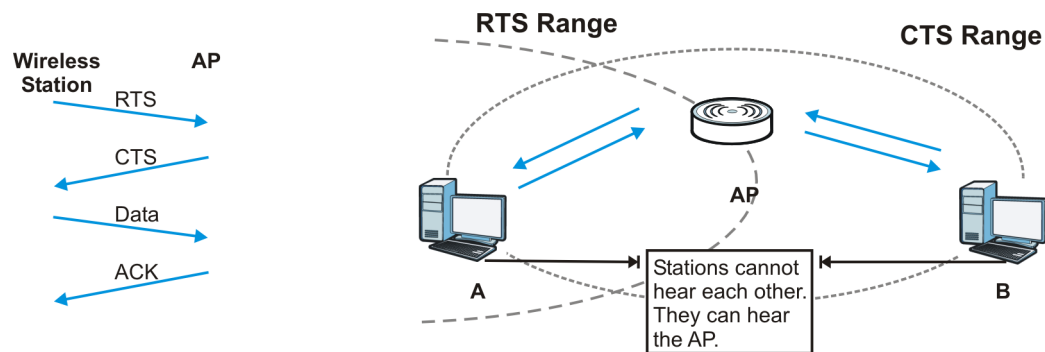 Wireless
Station
AP
RTS
CTS
Data
ACK
RTS Range
CTS Range
AP
A
B
Stations cannot
hear each other.
They can hear
the AP.